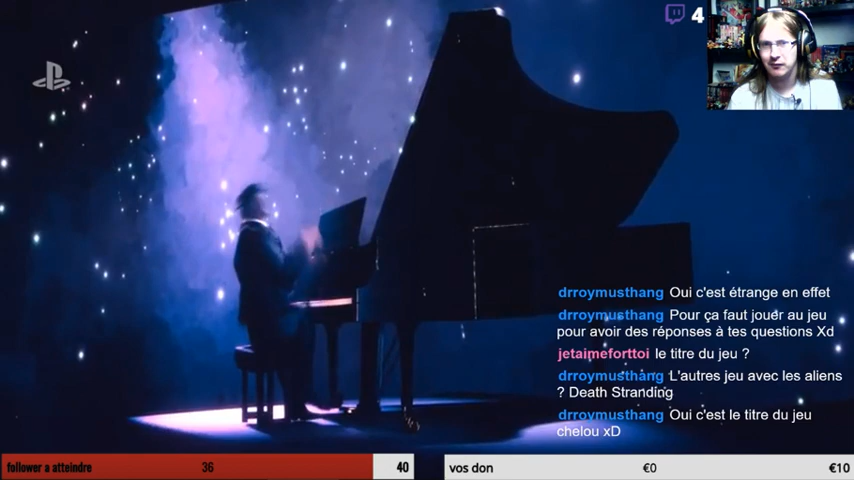 4
drroymusthang Oui c'est étrange en effet
drroymusthang Pour ça faut jouer au jeu
pour avoir des réponses à tes questions Xd
jetaimeforttoi le titre du jeu ?
drroymusthang L'autres jeu avec les aliens
? Death Stranding
drroymusthang Oui c'est le titre du jeu
chelou xD
follower a atteindre 36 40 vos don €0 €10